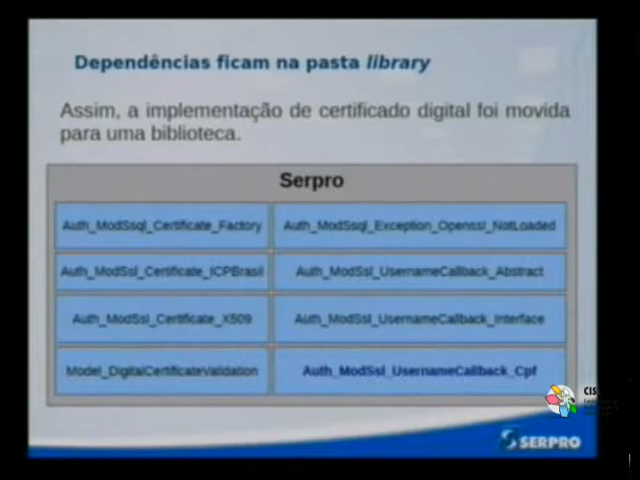 Dependências ficam na pasta library
Assim, a implementação de certificado digital foi movida
para uma biblioteca.
Serpro
Auth_ModSsql_Certificate_Factory
Auth_ModSsql_Exception_Openssl_NotLoaded
Auth_ModSsl_Certificate_ICPBrasil
Auth_ModSsl_UsernameCallback_Abstract
Auth_ModSsl_Certificate_X509
Auth_ModSsl_UsernameCallback_Interface
Model_DigitalCertificateValidation
Auth_ModSsl_UsernameCallback_Cpf
CIS
SERPRO